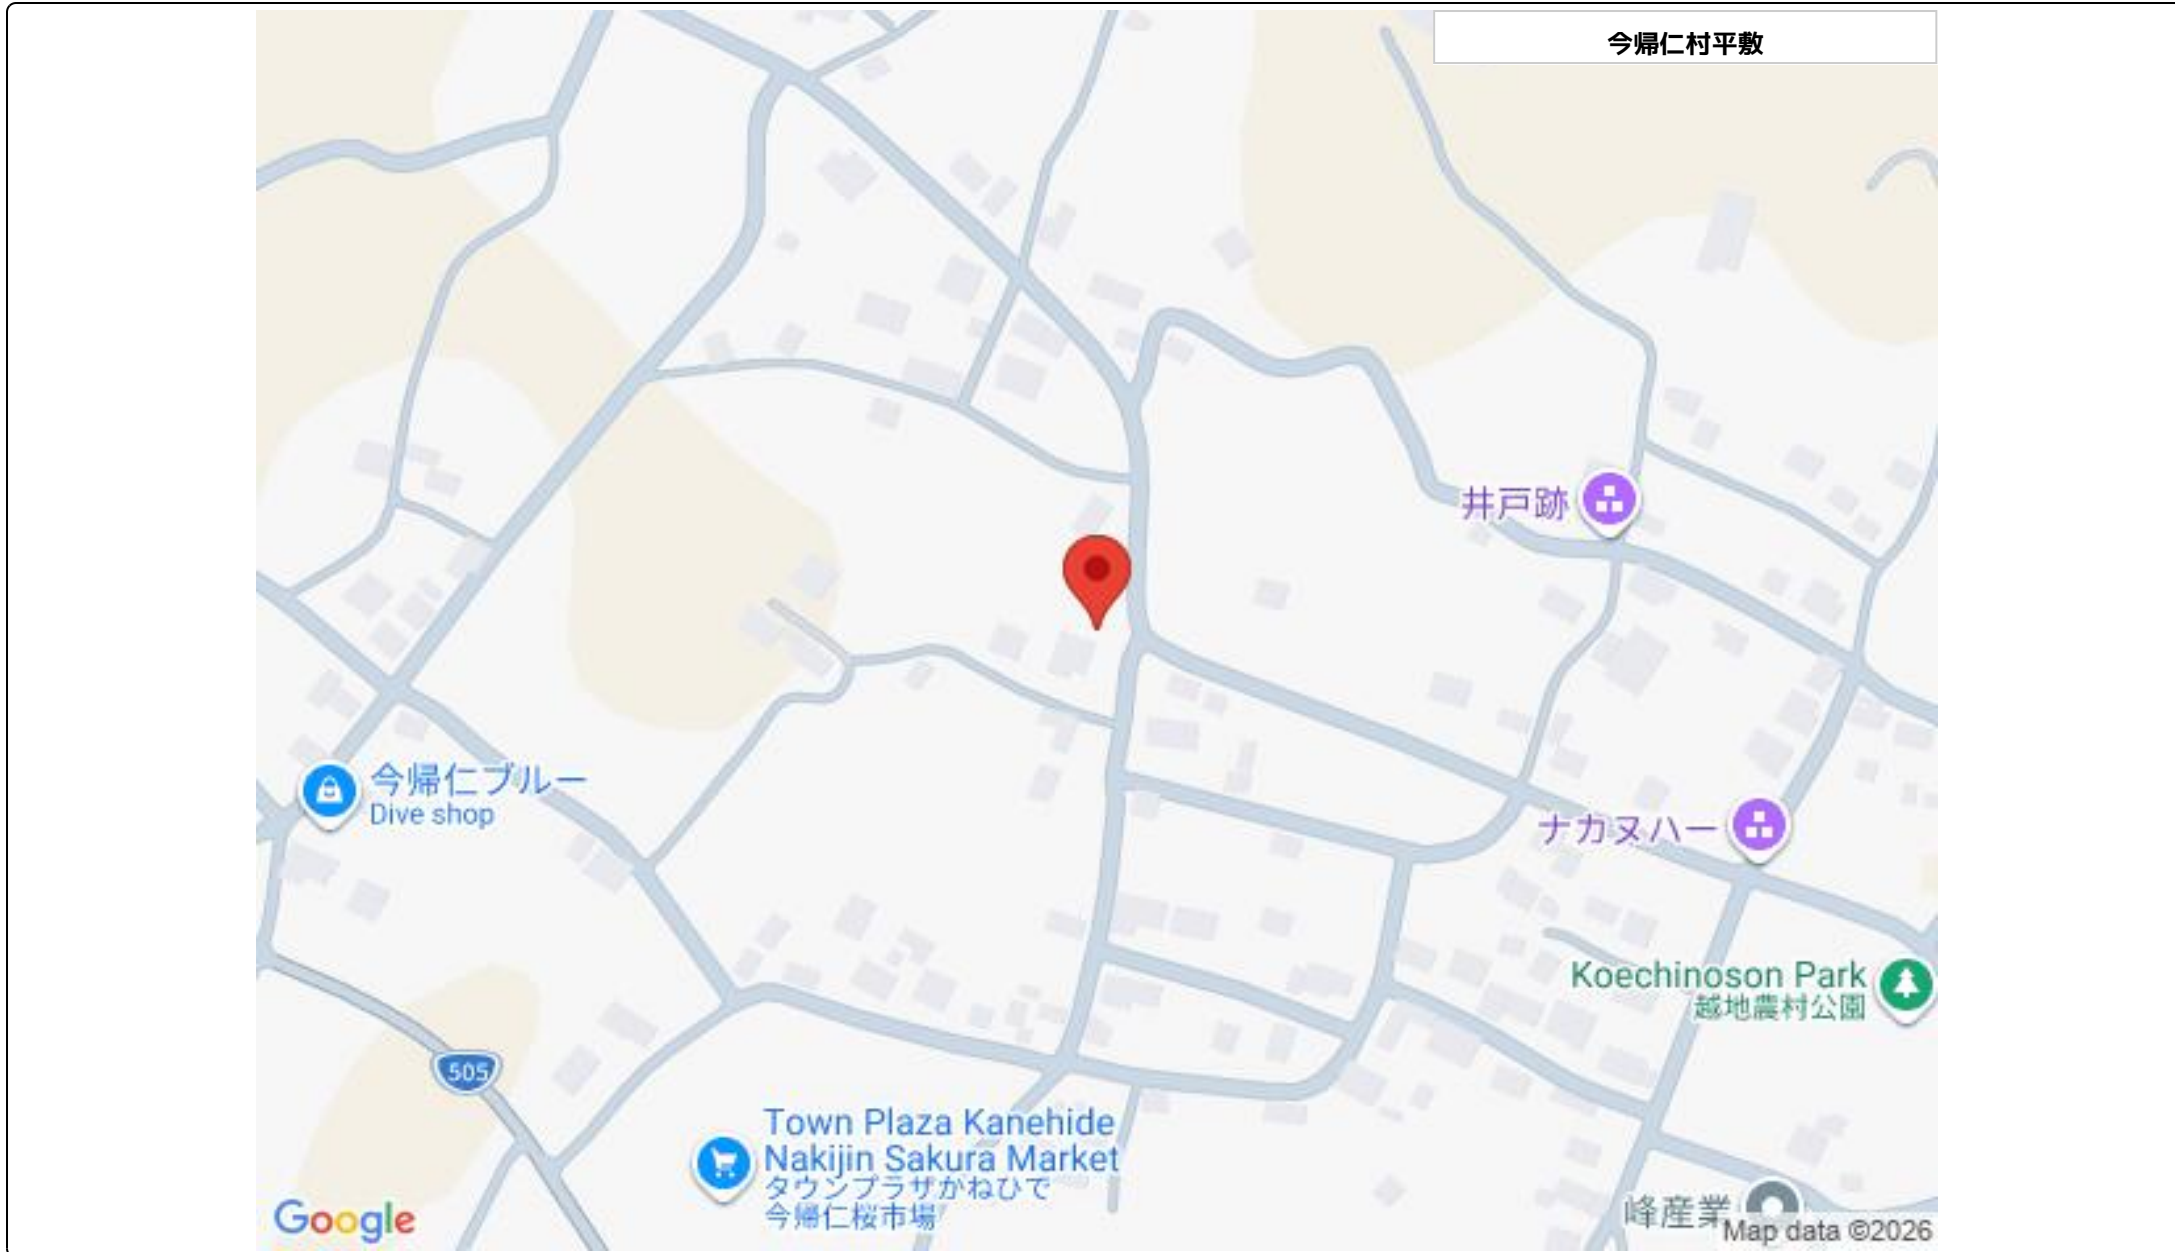 今帰仁村平敷
井戸跡
今帰仁ブルー
Dive shop
ナカヌハー
Koechinoson Park
越地農村公園
505
Town Plaza Kanehide
Nakijin Sakura Market
タウンプラザかねひで
今帰仁桜市場
峰産業
Google
Map data ©2026